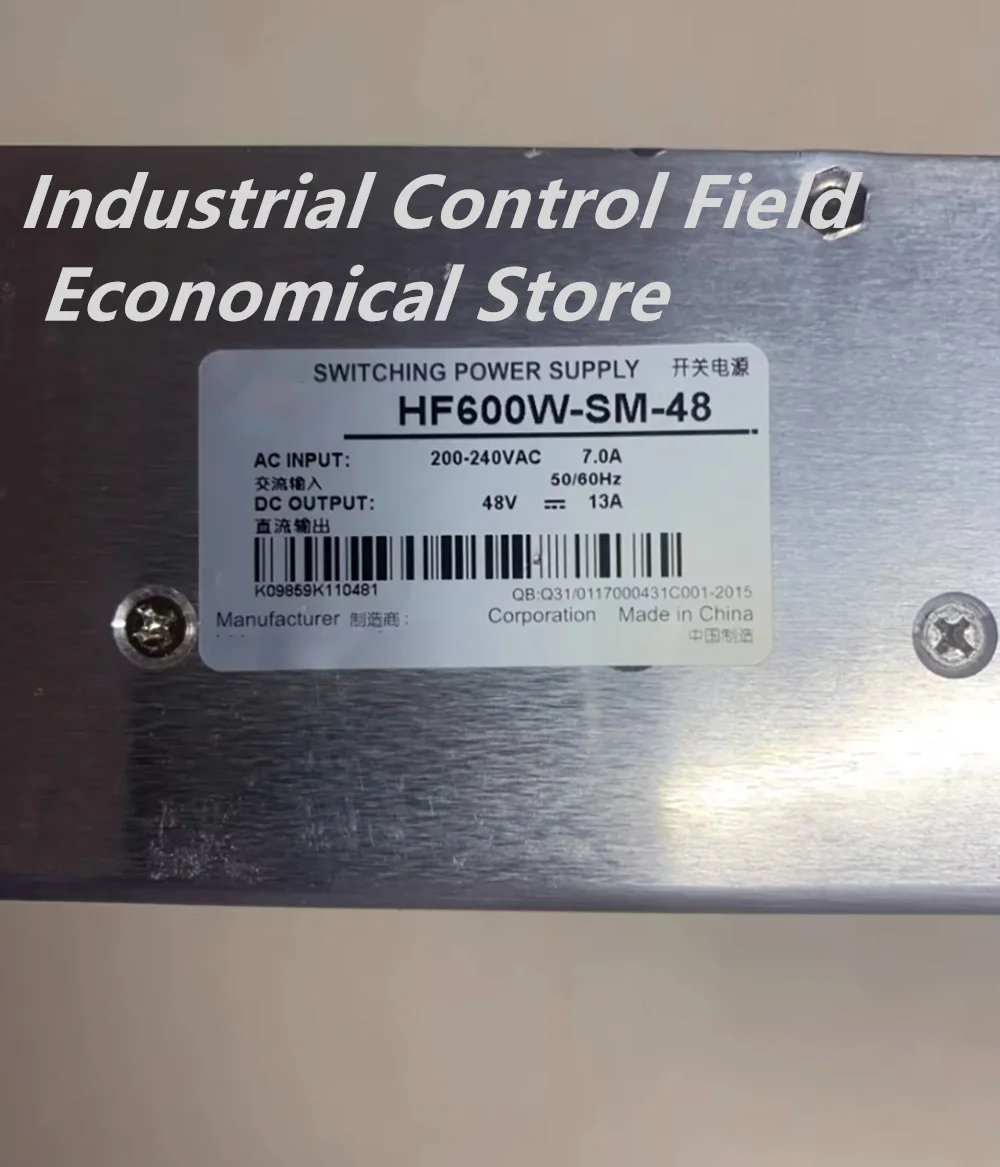 Industrial Control Field
Economical Store
SWITCHING POWER SUPPLY 开关电源
HF600W-SM-48
AC INPUT: 200-240VAC 7.0A
交流输入 50/60Hz
DC OUTPUT: 48V ⎓ 13A
直流输出
K09859K110481 QB:Q31/0117000431C001-2015
Manufacturer 制造商: Corporation Made in China
中国制造